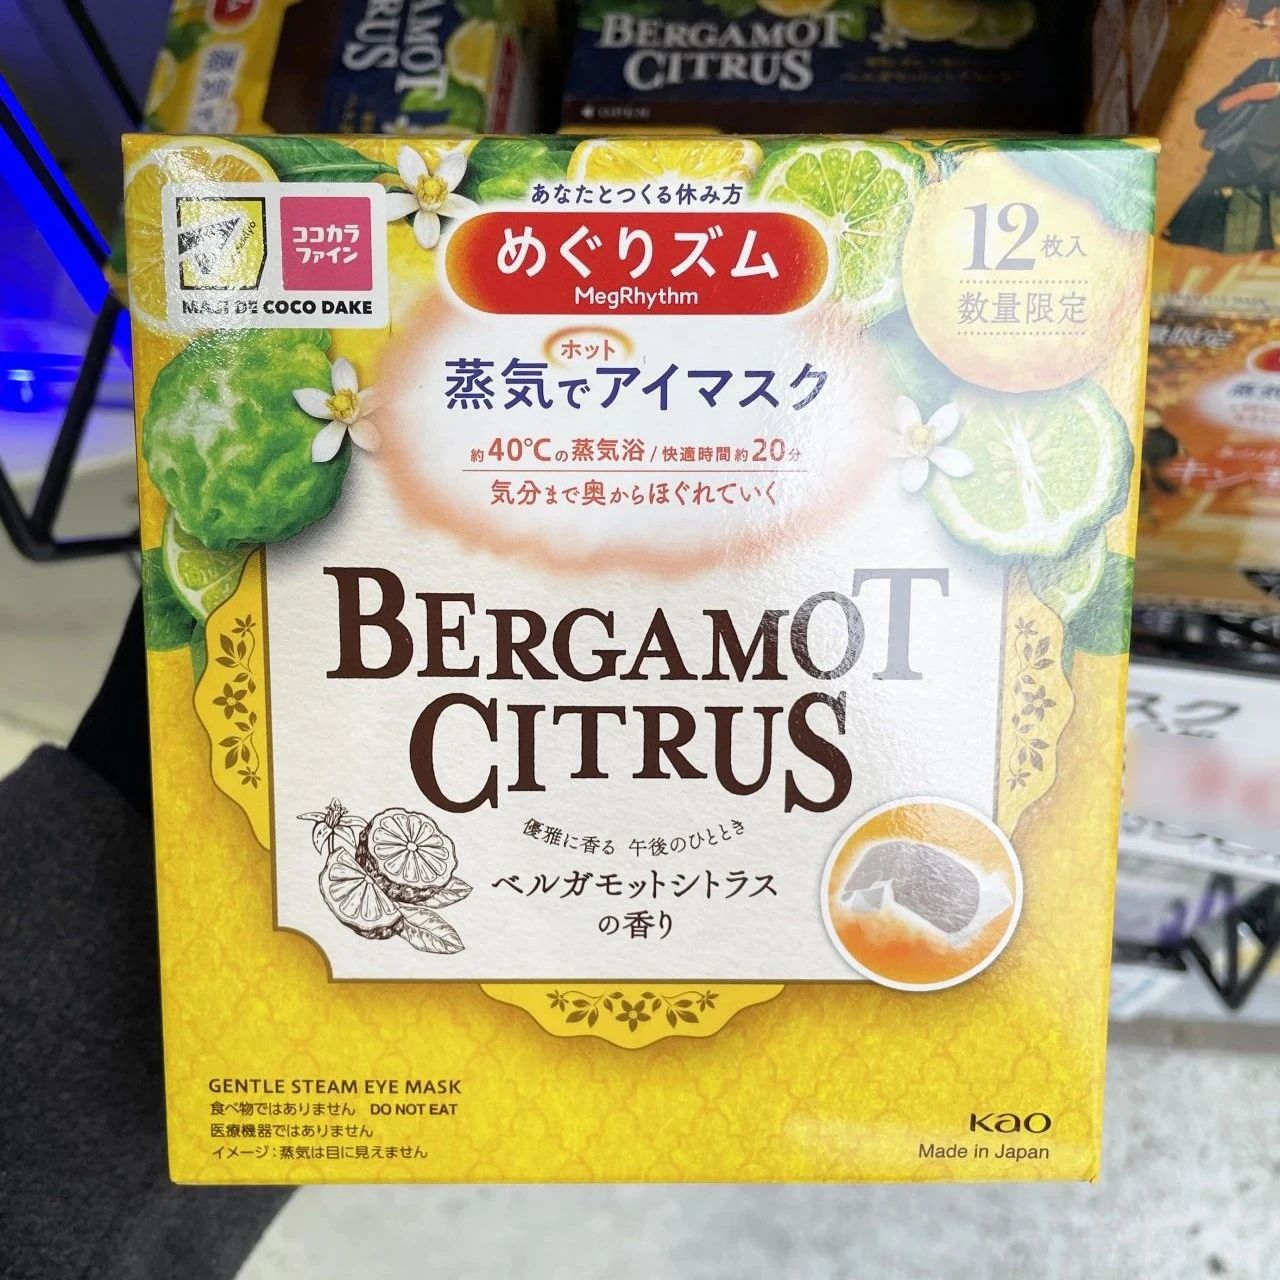 BERGAMOT
CITRUS
BERGAMOT
CITRUS
ココカラ
ファイン
MAJI DE COCO DAKE
あなたとつくる休み方
めぐりズム
MegRhythm
12枚入
数量限定
ホット
蒸気でアイマスク
約40℃の蒸気浴/快適時間約20分
気分まで奥からほぐれていく
BERGAMOT
CITRUS
優雅に香る 午後のひととき
ベルガモットシトラス
の香り
GENTLE STEAM EYE MASK
食べ物ではありません DO NOT EAT
医療機器ではありません
イメージ:蒸気は目に見えません
Kao
Made in Japan
スク